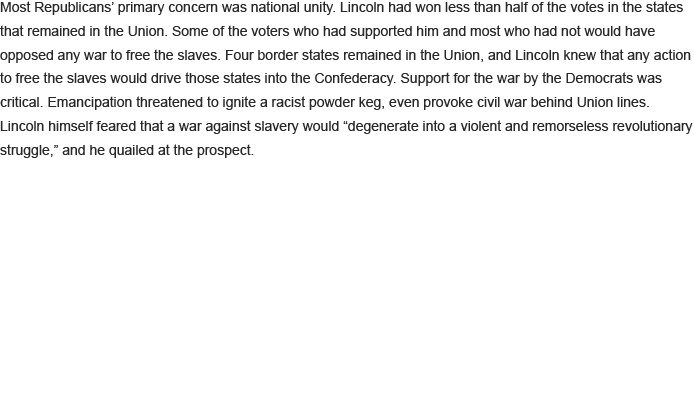 Most Republicans’ primary concern was national unity. Lincoln had won less than half of the votes in the states
that remained in the Union. Some of the voters who had supported him and most who had not would have
opposed any war to free the slaves. Four border states remained in the Union, and Lincoln knew that any action
to free the slaves would drive those states into the Confederacy. Support for the war by the Democrats was
critical. Emancipation threatened to ignite a racist powder keg, even provoke civil war behind Union lines.
Lincoln himself feared that a war against slavery would “degenerate into a violent and remorseless revolutionary
struggle,” and he quailed at the prospect.